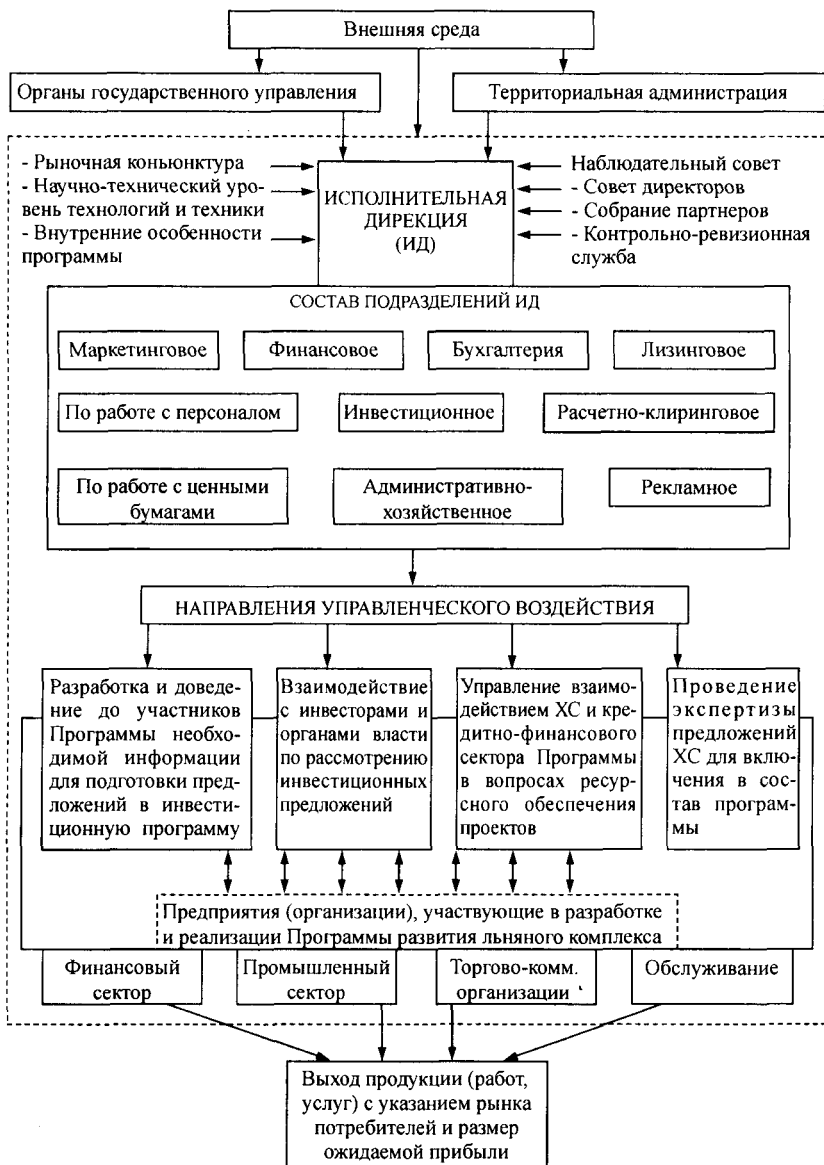 Внешняя среда
Органы государственного управления
Территориальная администрация
- Рыночная коньюнктура
- Научно-технический уро-
вень технологий и техники
- Внутренние особенности
программы
ИСПОЛНИТЕЛЬНАЯ
ДИРЕКЦИЯ
(ИД)
Наблюдательный совет
- Совет директоров
- Собрание партнеров
- Контрольно-ревизионная
служба
СОСТАВ ПОДРАЗДЕЛЕНИЙ ИД
Маркетинговое
Финансовое
Бухгалтерия
Лизинговое
По работе с персоналом
Инвестиционное
Расчетно-клиринговое
По работе с ценными
бумагами
Административно-
хозяйственное
Рекламное
НАПРАВЛЕНИЯ УПРАВЛЕНЧЕСКОГО ВОЗДЕЙСТВИЯ
Разработка и доведе-
ние до участников
Программы необхо-
димой информации
для подготовки пред-
ложений в инвести-
ционную программу
Взаимодействие
с инвесторами и
органами власти
по рассмотрению
инвестиционных
предложений
Управление взаимо-
действием ХС и кре-
дитно-финансового
сектора Программы
в вопросах ресур-
сного обеспечения
проектов
Проведение
экспертизы
предложений
ХС для вклю-
чения в сос-
тав програм-
мы
Предприятия (организации), участвующие в разработке
и реализации Программы развития льняного комплекса
Финансовый
сектор
Промышленный
сектор
Торгово-комм.
организации
Обслуживание
Выход продукции (работ,
услуг) с указанием рынка
потребителей и размер
ожидаемой прибыли